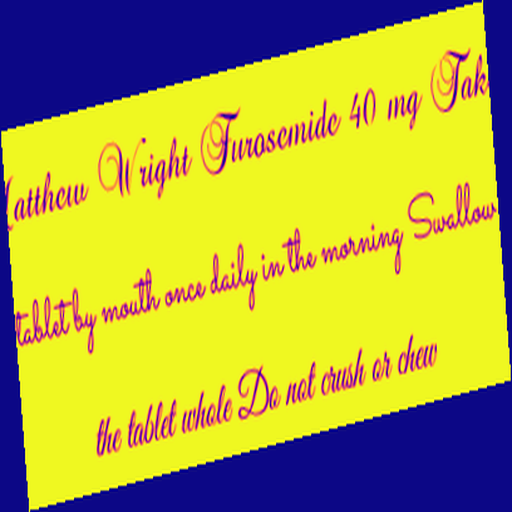 atthew Wright Furosemide 40 mg Tak
tablet by mouth once daily in the morning Swallow
the tablet whole Do not crush or chew